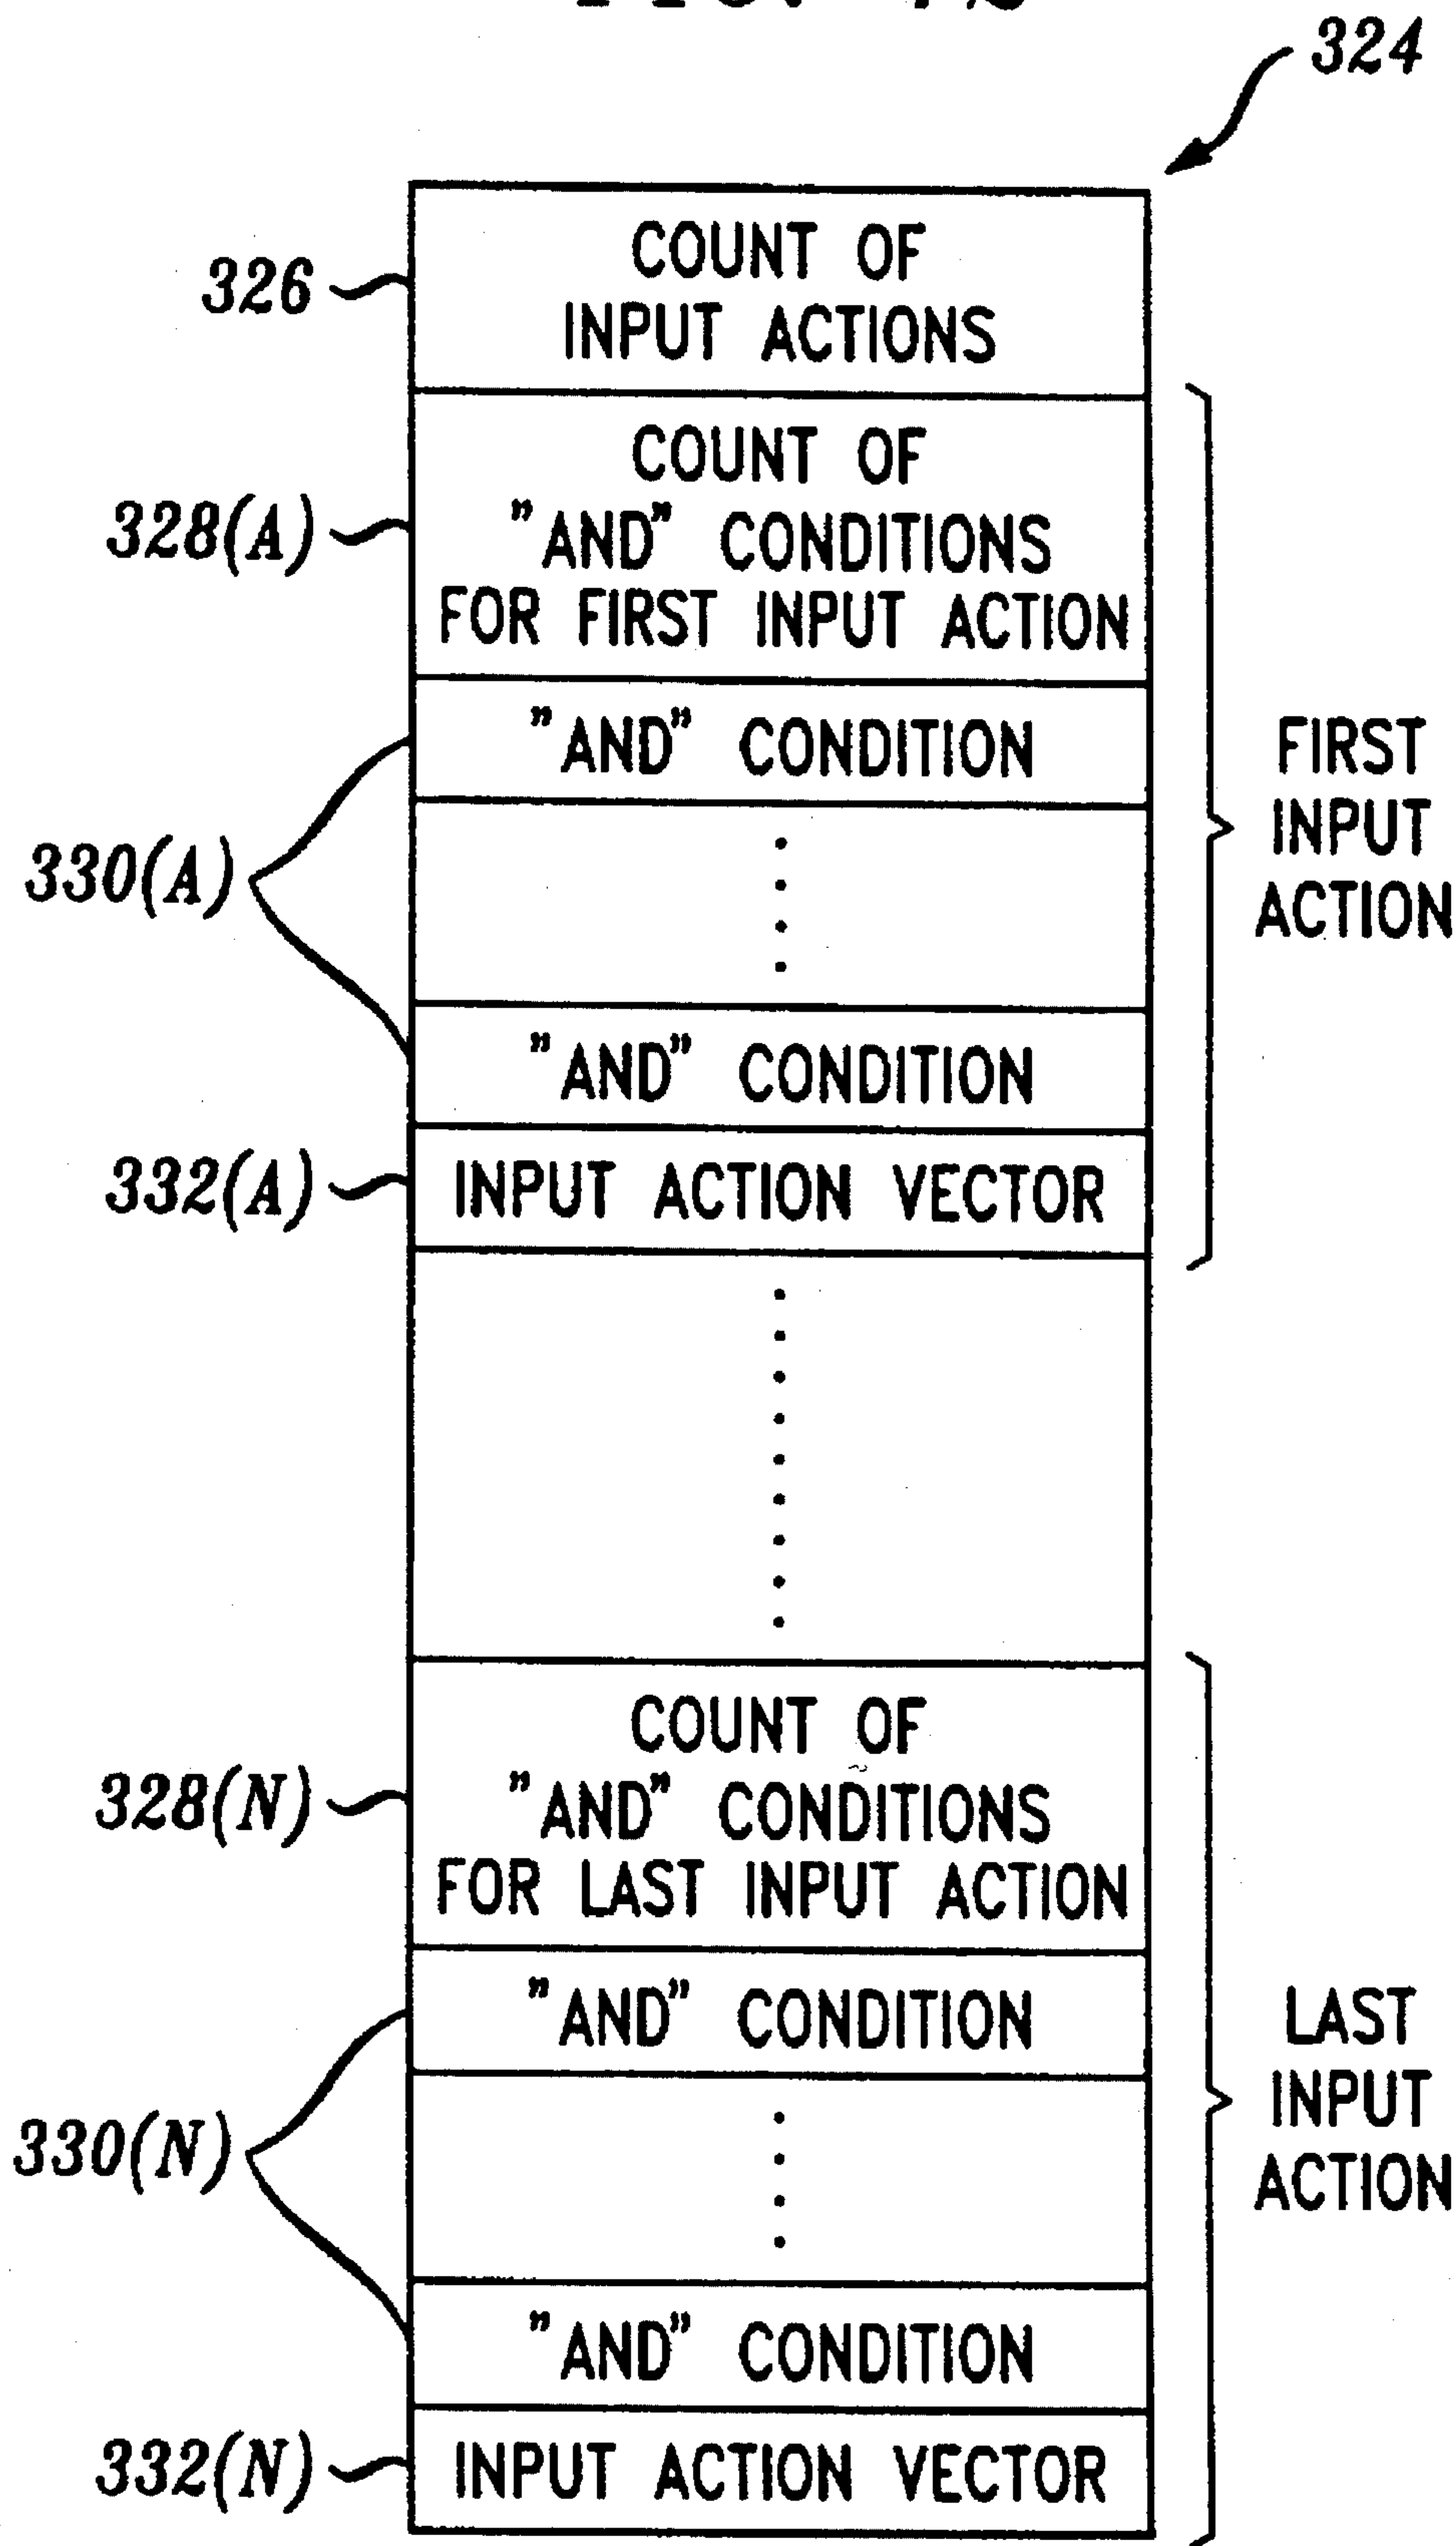 324
326
COUNT OF
INPUT ACTIONS
328(A)
COUNT OF
"AND" CONDITIONS
FOR FIRST INPUT ACTION
"AND" CONDITION
330(A)
"AND" CONDITION
332(A)
INPUT ACTION VECTOR
FIRST
INPUT
ACTION
328(N)
COUNT OF
"AND" CONDITIONS
FOR LAST INPUT ACTION
"AND" CONDITION
330(N)
"AND" CONDITION
332(N)
INPUT ACTION VECTOR
LAST
INPUT
ACTION